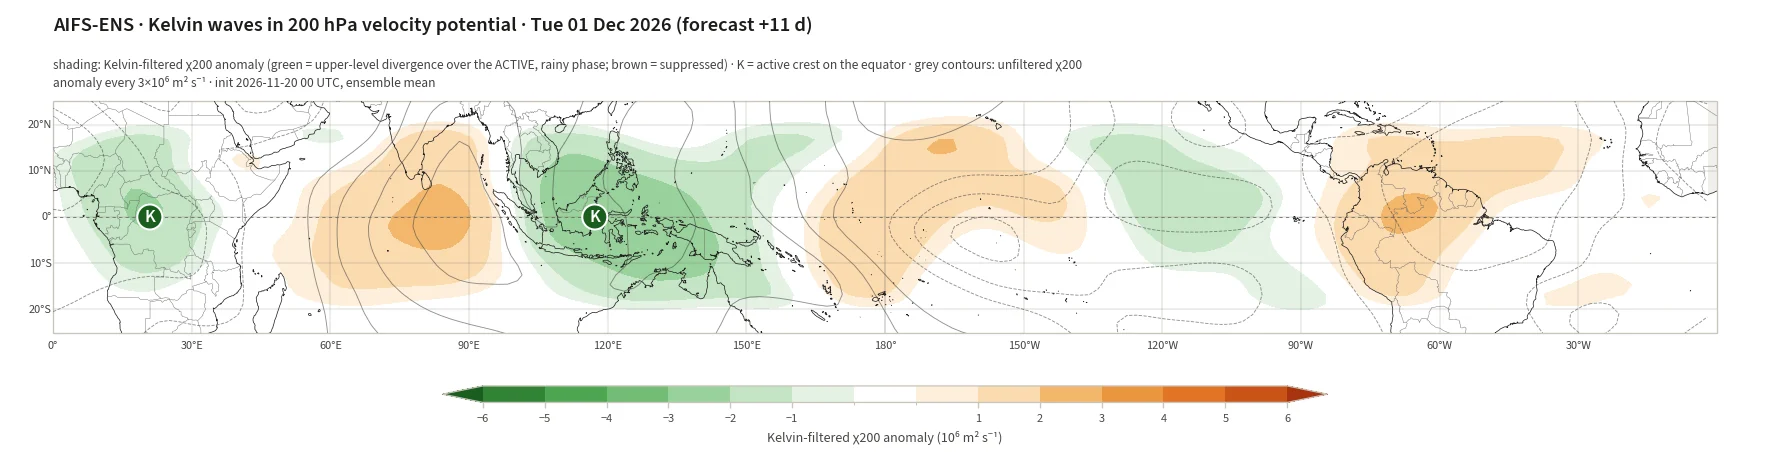 AIFS-ENS · Kelvin waves in 200 hPa velocity potential · Tue 01 Dec 2026 (forecast +11 d)
shading: Kelvin-filtered χ200 anomaly (green = upper-level divergence over the ACTIVE, rainy phase; brown = suppressed) · K = active crest on the equator · grey contours: unfiltered χ200
anomaly every 3×10⁶ m² s⁻¹ · init 2026-11-20 00 UTC, ensemble mean
20°N
10°N
0°
10°S
20°S
K K
0° 30°E 60°E 90°E 120°E 150°E 180° 150°W 120°W 90°W 60°W 30°W
−6 −5 −4 −3 −2 −1 1 2 3 4 5 6
Kelvin-filtered χ200 anomaly (10⁶ m² s⁻¹)